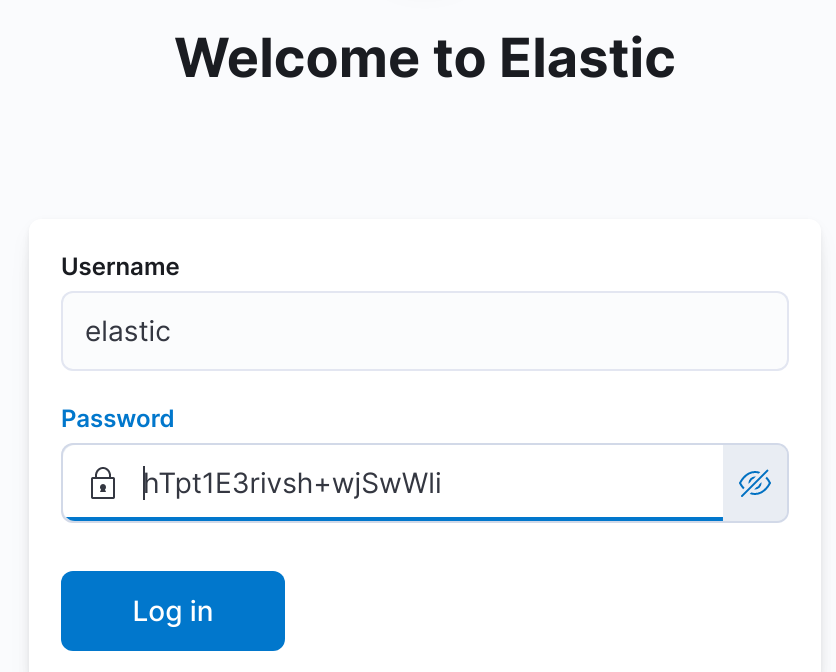 Welcome to Elastic
Username
elastic
Password
hTpt1E3rivsh+wjSwWli
Log in